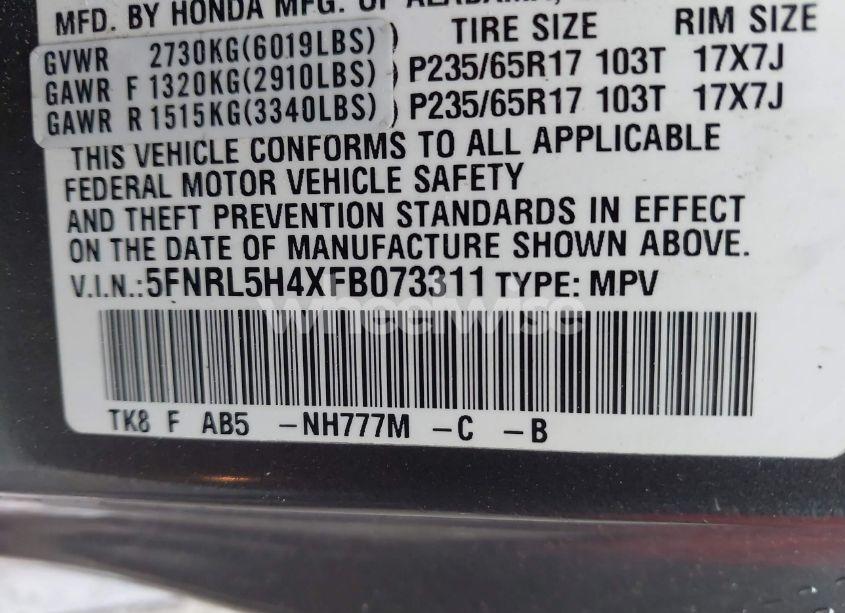 MFD. BY HONDA MFG. OF ALABAMA,
TIRE SIZE RIM SIZE
GVWR 2730KG(6019LBS)
GAWR F 1320KG(2910LBS) P235/65R17 103T 17X7J
GAWR R 1515KG(3340LBS) P235/65R17 103T 17X7J
THIS VEHICLE CONFORMS TO ALL APPLICABLE
FEDERAL MOTOR VEHICLE SAFETY
AND THEFT PREVENTION STANDARDS IN EFFECT
ON THE DATE OF MANUFACTURE SHOWN ABOVE.
V.I.N.:5FNRL5H4XFB073311 TYPE: MPV
wheelwise
TK8 F AB5 -NH777M -C -B